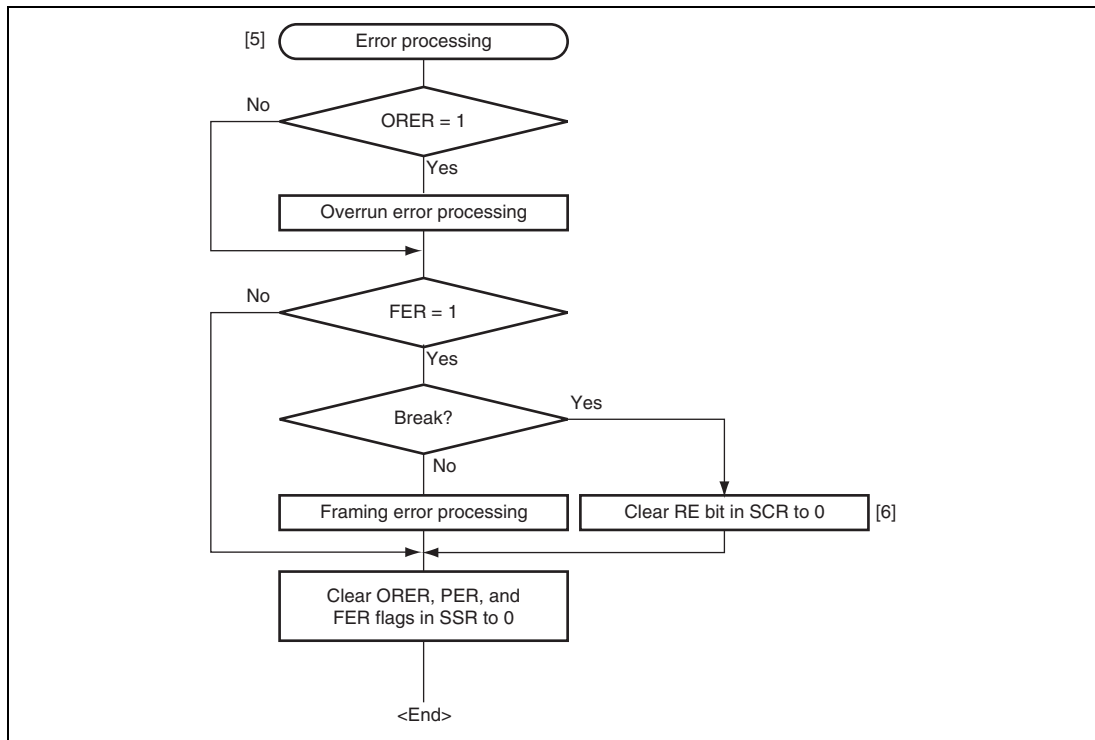 [5]
Error processing
No
ORER = 1
Yes
Overrun error processing
No
FER = 1
Yes
Break?
Yes
No
Framing error processing
Clear RE bit in SCR to 0
[6]
Clear ORER, PER, and
FER flags in SSR to 0
<End>